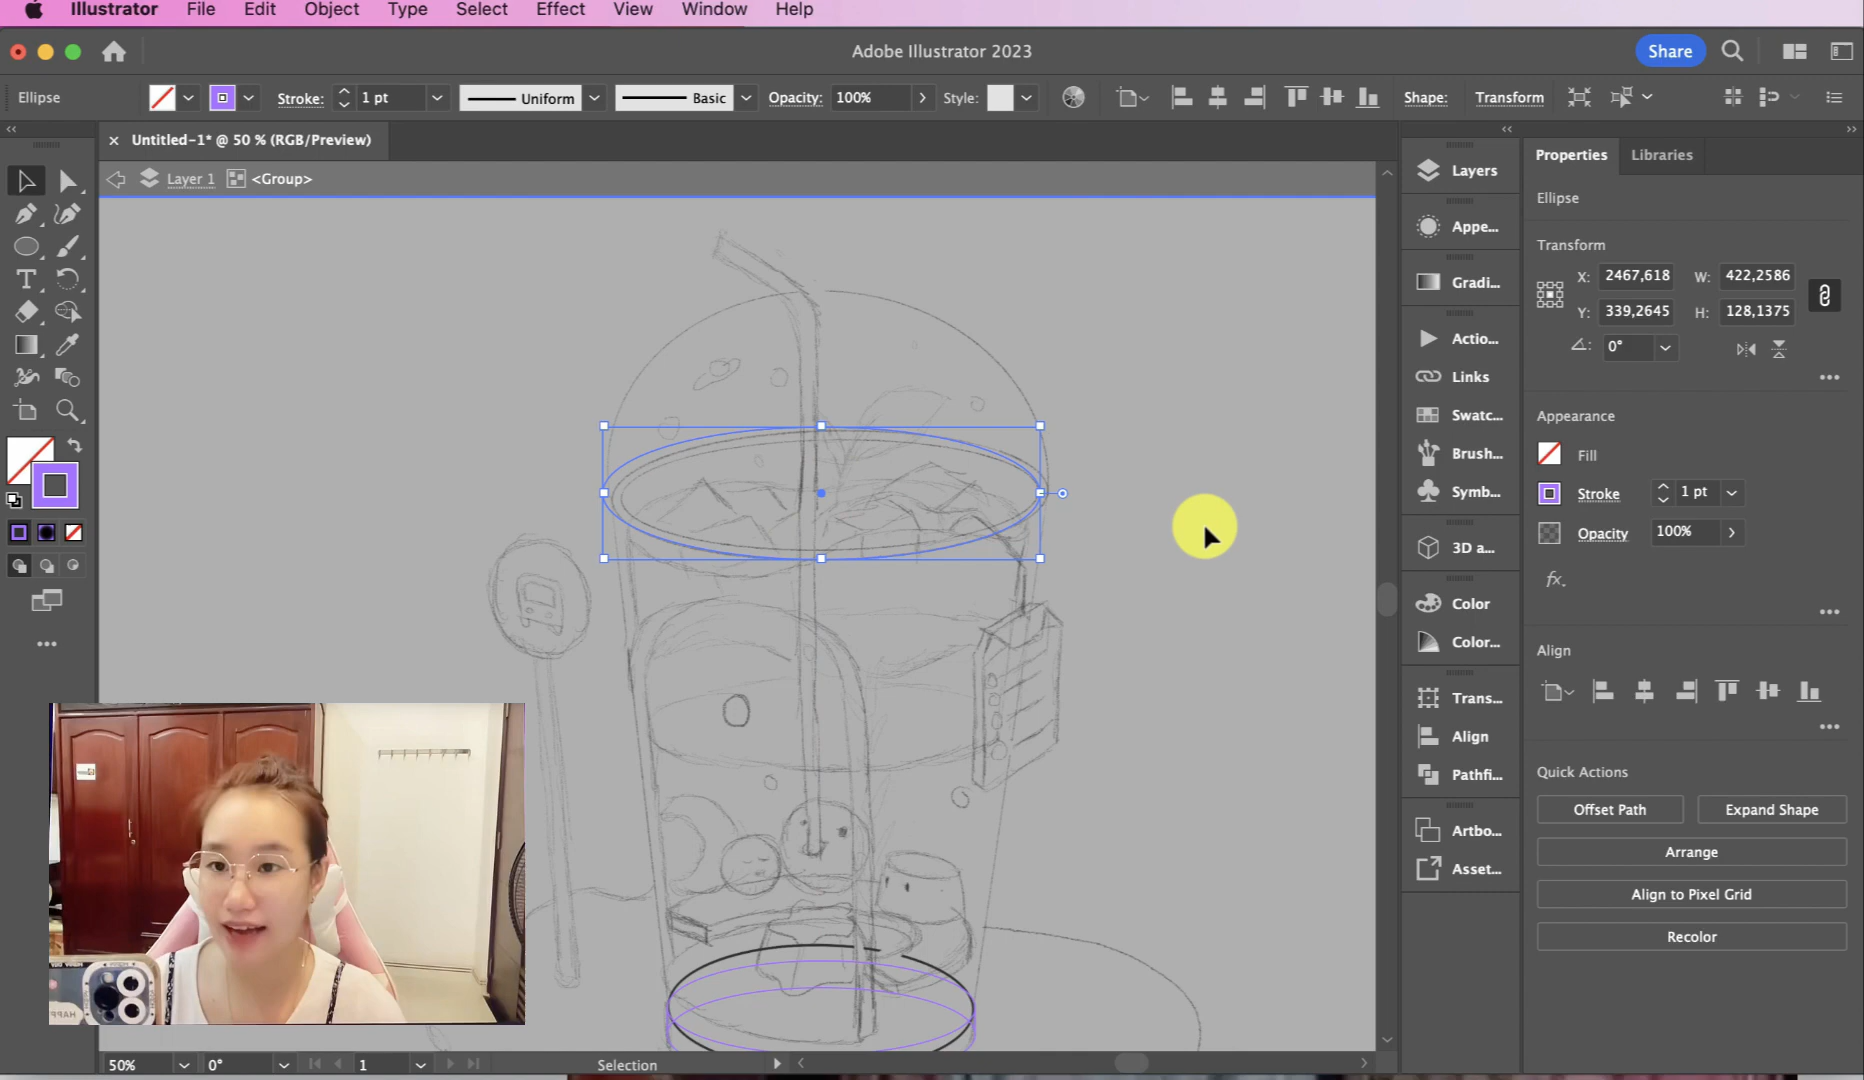 Illustrator File Edit Object Type Select Effect View Window Help
Adobe Illustrator 2023
Share
Ellipse
Stroke: 1 pt Uniform Basic Opacity: 100% Style: Shape: Transform
× Untitled-1* @ 50 % (RGB/Preview)
Layer 1 <Group>
Layers
Appe...
Gradi...
Actio...
Links
Swatc...
Brush...
Symb...
3D a...
Color
Color...
Trans...
Align
Pathfi...
Artbo...
Asset...
Properties Libraries
Ellipse
Transform
X: 2467,618 W: 422,2586
Y: 339,2645 H: 128,1375
0°
Appearance
Fill
Stroke 1 pt
Opacity 100%
fx.
Align
Quick Actions
Offset Path Expand Shape
Arrange
Align to Pixel Grid
Recolor
50% 0° 1 Selection